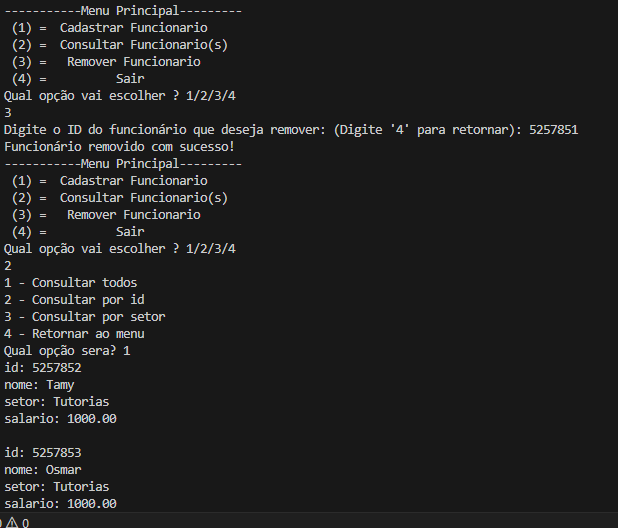 -----------Menu Principal---------
(1) =  Cadastrar Funcionario
(2) =  Consultar Funcionario(s)
(3) =   Remover Funcionario
(4) =          Sair
Qual opção vai escolher ? 1/2/3/4
3
Digite o ID do funcionário que deseja remover: (Digite '4' para retornar): 5257851
Funcionário removido com sucesso!
-----------Menu Principal---------
(1) =  Cadastrar Funcionario
(2) =  Consultar Funcionario(s)
(3) =   Remover Funcionario
(4) =          Sair
Qual opção vai escolher ? 1/2/3/4
2
1 - Consultar todos
2 - Consultar por id
3 - Consultar por setor
4 - Retornar ao menu
Qual opção sera? 1
id: 5257852
nome: Tamy
setor: Tutorias
salario: 1000.00

id: 5257853
nome: Osmar
setor: Tutorias
salario: 1000.00
0